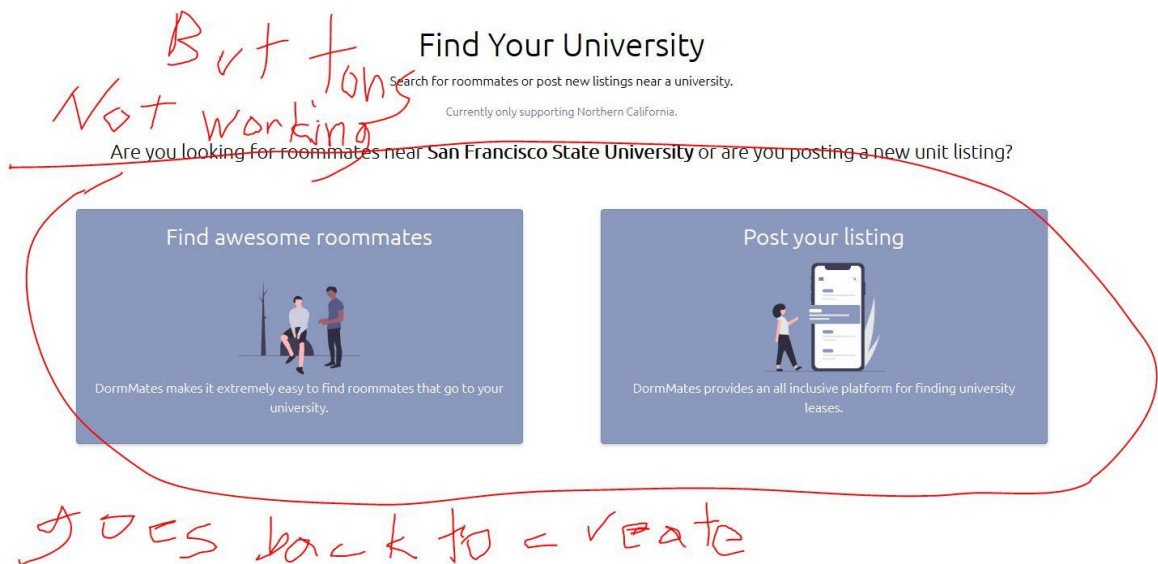 But tons
Find Your University
Search for roommates or post new listings near a university.
Not working
Currently only supporting Northern California.
Are you looking for roommates near San Francisco State University or are you posting a new unit listing?
Find awesome roommates
DormMates makes it extremely easy to find roommates that go to your
university.
Post your listing
DormMates provides an all inclusive platform for finding university
leases.
goes back to create